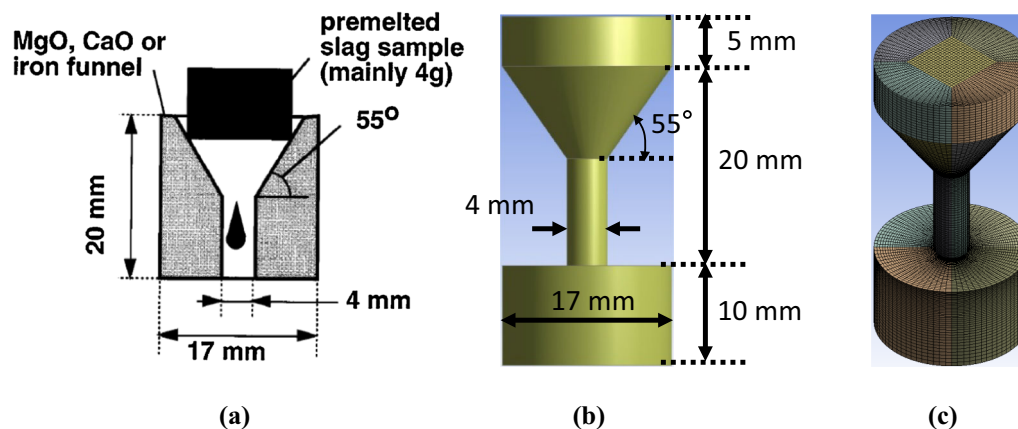 MgO, CaO or
iron funnel
premelted
slag sample
(mainly 4g)
55o
20 mm
4 mm
17 mm
(a)
5 mm
55°
20 mm
4 mm
17 mm
10 mm
(b)
(c)